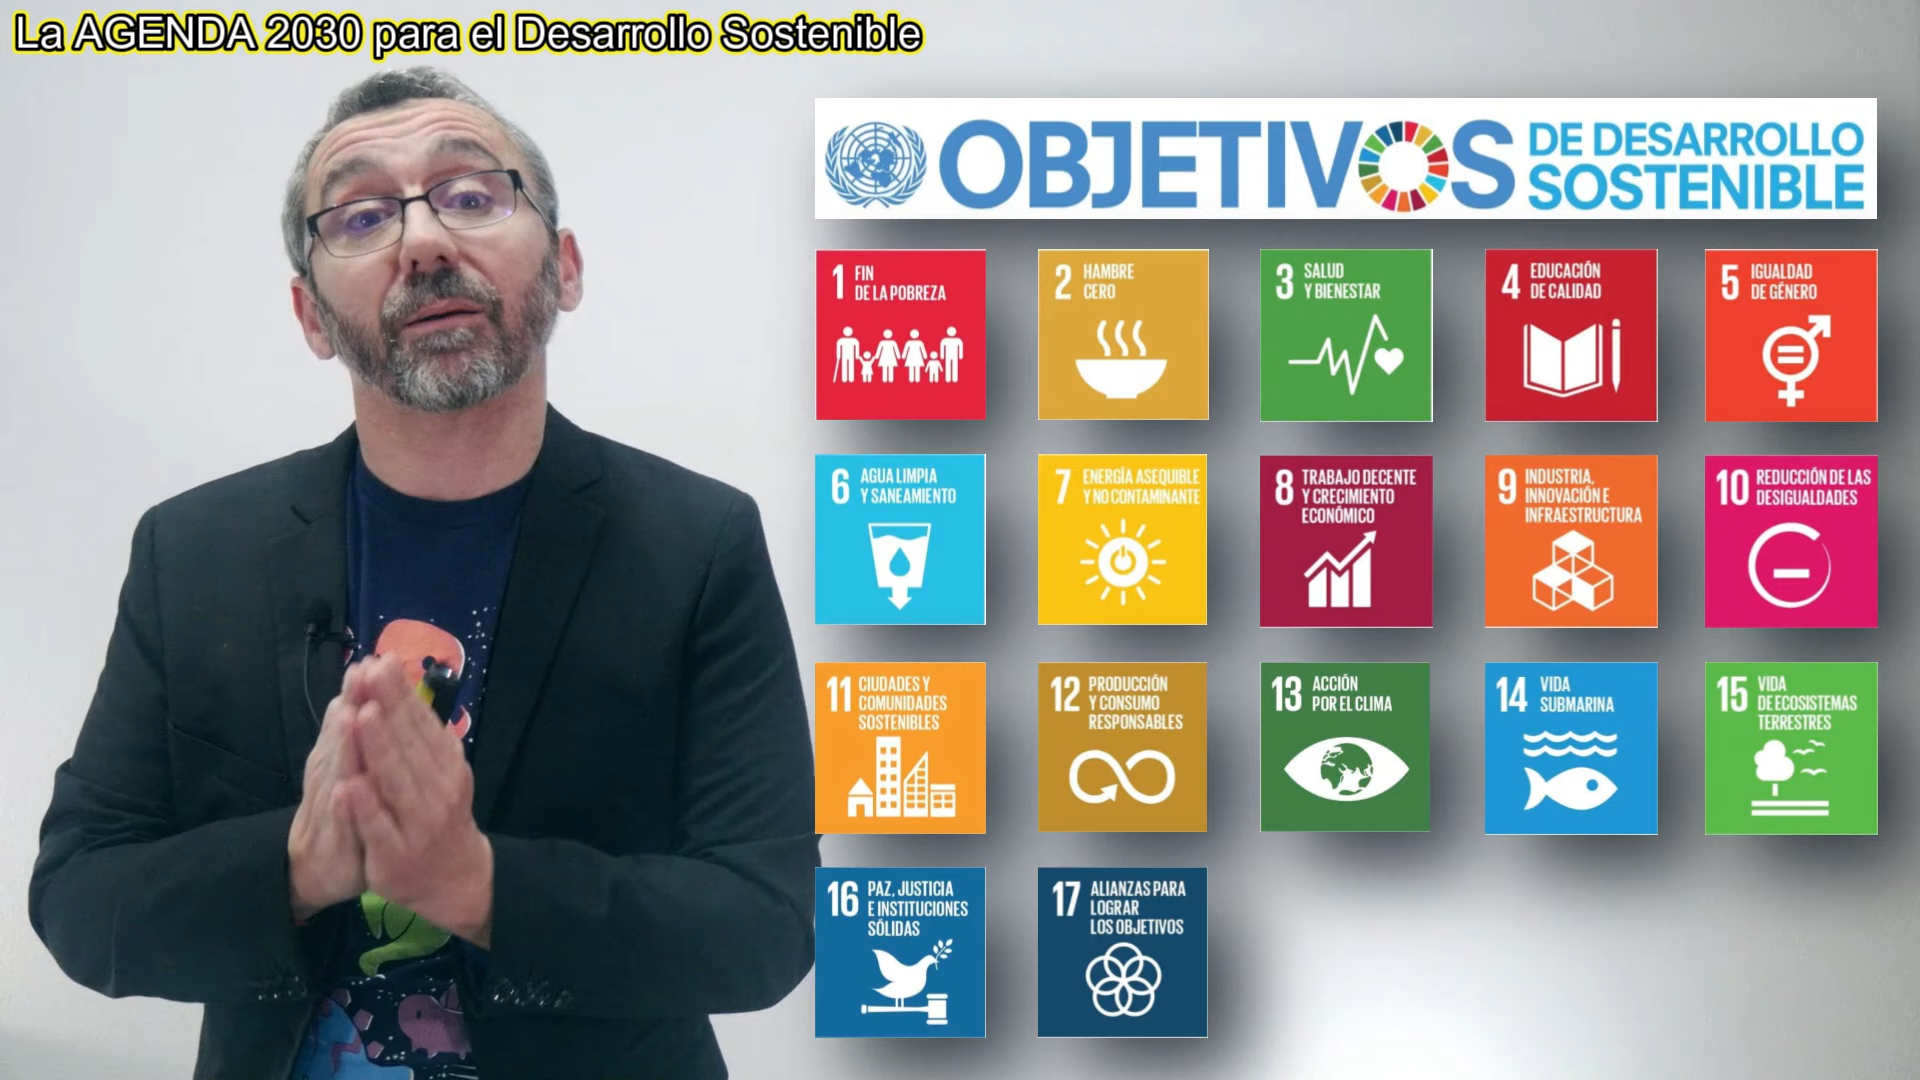 La AGENDA 2030 para el Desarrollo Sostenible
OBJETIVOS
DE DESARROLLO
SOSTENIBLE
1 FIN
DE LA POBREZA
2 HAMBRE
CERO
3 SALUD
Y BIENESTAR
4 EDUCACIÓN
DE CALIDAD
5 IGUALDAD
DE GÉNERO
6 AGUA LIMPIA
Y SANEAMIENTO
7 ENERGÍA ASEQUIBLE
Y NO CONTAMINANTE
8 TRABAJO DECENTE
Y CRECIMIENTO
ECONÓMICO
9 INDUSTRIA,
INNOVACIÓN E
INFRAESTRUCTURA
10 REDUCCIÓN DE LAS
DESIGUALDADES
11 CIUDADES Y
COMUNIDADES
SOSTENIBLES
12 PRODUCCIÓN
Y CONSUMO
RESPONSABLES
13 ACCIÓN
POR EL CLIMA
14 VIDA
SUBMARINA
15 VIDA
DE ECOSISTEMAS
TERRESTRES
16 PAZ, JUSTICIA
E INSTITUCIONES
SÓLIDAS
17 ALIANZAS PARA
LOGRAR
LOS OBJETIVOS